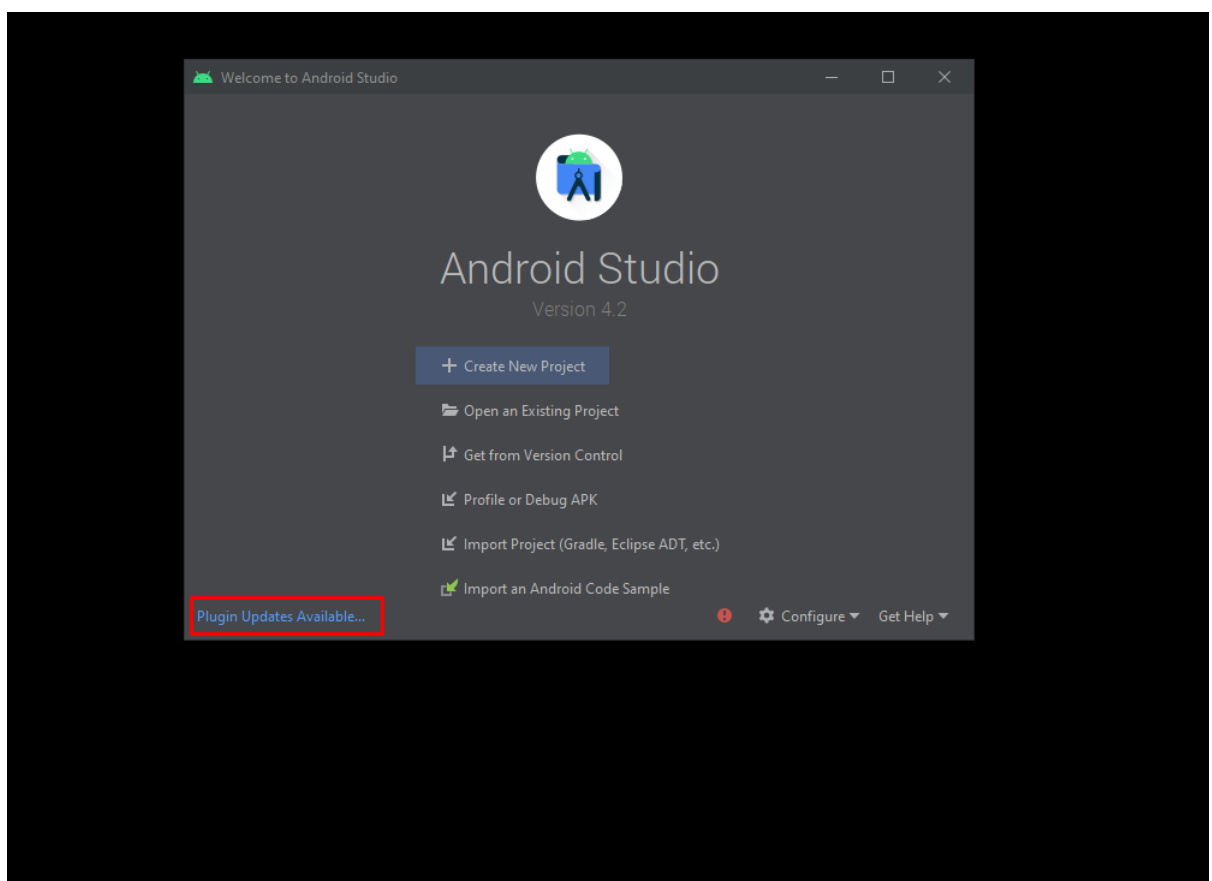 Welcome to Android Studio
Android Studio
Version 4.2
Create New Project
Open an Existing Project
Get from Version Control
Profile or Debug APK
Import Project (Gradle, Eclipse ADT, etc.)
Import an Android Code Sample
Plugin Updates Available... Configure Get Help